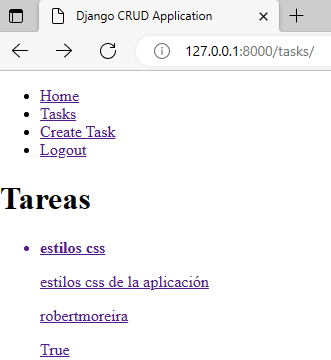 Django CRUD Application
127.0.0.1:8000/tasks/
Home
Tasks
Create Task
Logout
Tareas
estilos css
estilos css de la aplicación
robertmoreira
True